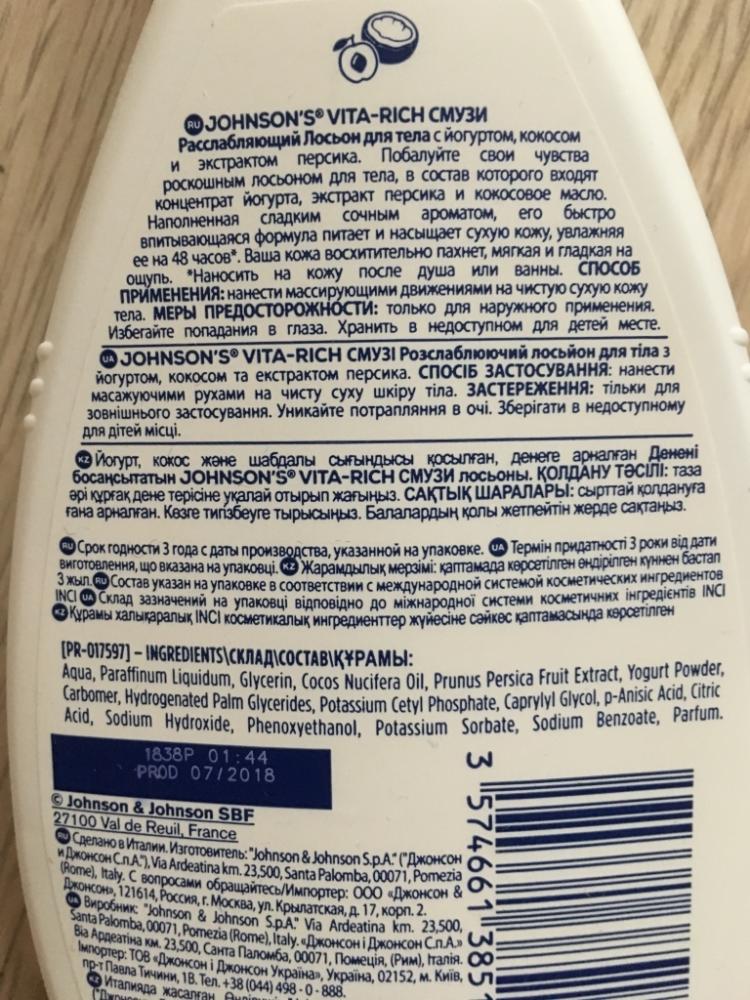 RU JOHNSON'S® VITA-RICH СМУЗИ
Расслабляющий Лосьон для тела с йогуртом, кокосом
и экстрактом персика. Побалуйте свои чувства
роскошным лосьоном для тела, в состав которого входят
концентрат йогурта, экстракт персика и кокосовое масло.
Наполненная сладким сочным ароматом, его быстро
впитывающаяся формула питает и насыщает сухую кожу, увлажняя
ее на 48 часов*. Ваша кожа восхитительно пахнет, мягкая и гладкая на
ощупь. *Наносить на кожу после душа или ванны. СПОСОБ
ПРИМЕНЕНИЯ: нанести массирующими движениями на чистую сухую кожу
тела. МЕРЫ ПРЕДОСТОРОЖНОСТИ: только для наружного применения.
Избегайте попадания в глаза. Хранить в недоступном для детей месте.
UA JOHNSON'S® VITA-RICH СМУЗІ Розслаблюючий лосьйон для тіла з
йогуртом, кокосом та екстрактом персика. СПОСІБ ЗАСТОСУВАННЯ: нанести
масажуючими рухами на чисту суху шкіру тіла. ЗАСТЕРЕЖЕННЯ: тільки для
зовнішнього застосування. Уникайте потрапляння в очі. Зберігати в недоступному
для дітей місці.
KZ Йогурт, кокос және шабдалы сығындысы қосылған, денеге арналған Денені
босаңсытатын JOHNSON'S® VITA-RICH СМУЗИ лосьоны. ҚОЛДАНУ ТӘСІЛІ: таза
әрі құрғақ дене терісіне уқалай отырып жағыңыз. САҚТЫҚ ШАРАЛАРЫ: сырттай қолдануға
ғана арналған. Көзге тигізбеуге тырысыңыз. Балалардың қолы жетпейтін жерде сақтаңыз.
RU Срок годности 3 года с даты производства, указанной на упаковке. UA Термін придатності 3 роки від дати
виготовлення, що вказана на упаковці. KZ Жарамдылық мерзімі: қаптамада көрсетілген өндірілген күннен бастап
3 жыл. RU Состав указан на упаковке в соответствии с международной системой косметических ингредиентов
INCI UA Склад зазначений на упаковці відповідно до міжнародної системи косметичних інгредієнтів INCI
KZ Құрамы халықаралық INCI косметикалық ингредиенттер жүйесіне сәйкес қаптамасында көрсетілген
[PR-017597] – INGREDIENTS\СКЛАД\СОСТАВ\ҚҰРАМЫ:
Aqua, Paraffinum Liquidum, Glycerin, Cocos Nucifera Oil, Prunus Persica Fruit Extract, Yogurt Powder,
Carbomer, Hydrogenated Palm Glycerides, Potassium Cetyl Phosphate, Caprylyl Glycol, p-Anisic Acid, Citric
Acid, Sodium Hydroxide, Phenoxyethanol, Potassium Sorbate, Sodium Benzoate, Parfum.
1838P 01:44
PROD 07/2018
© Johnson & Johnson SBF
27100 Val de Reuil, France
RU Сделано в Италии. Изготовитель: "Johnson & Johnson S.p.A." ("Джонсон
и Джонсон С.п.А."), Via Ardeatina km. 23,500, Santa Palomba, 00071, Pomezia
(Rome), Italy. С вопросами обращайтесь/Импортер: ООО «Джонсон &
Джонсон», 121614, Россия, г. Москва, ул. Крылатская, д. 17, корп. 2.
UA Виробник: "Johnson & Johnson S.p.A." Via Ardeatina km. 23,500,
Santa Palomba, 00071, Pomezia (Rome), Italy. «Джонсон і Джонсон С.п.А.»
Віа Ардеатіна км. 23,500, Санта Паломба, 00071, Помеція, (Рим), Італія.
Імпортер: ТОВ «Джонсон і Джонсон Україна», Україна, 02152, м. Київ,
пр-т Павла Тичини, 1В. Тел. +38 (044) 498 - 0 - 888.
KZ Италияда жасалған.
3 574661 385